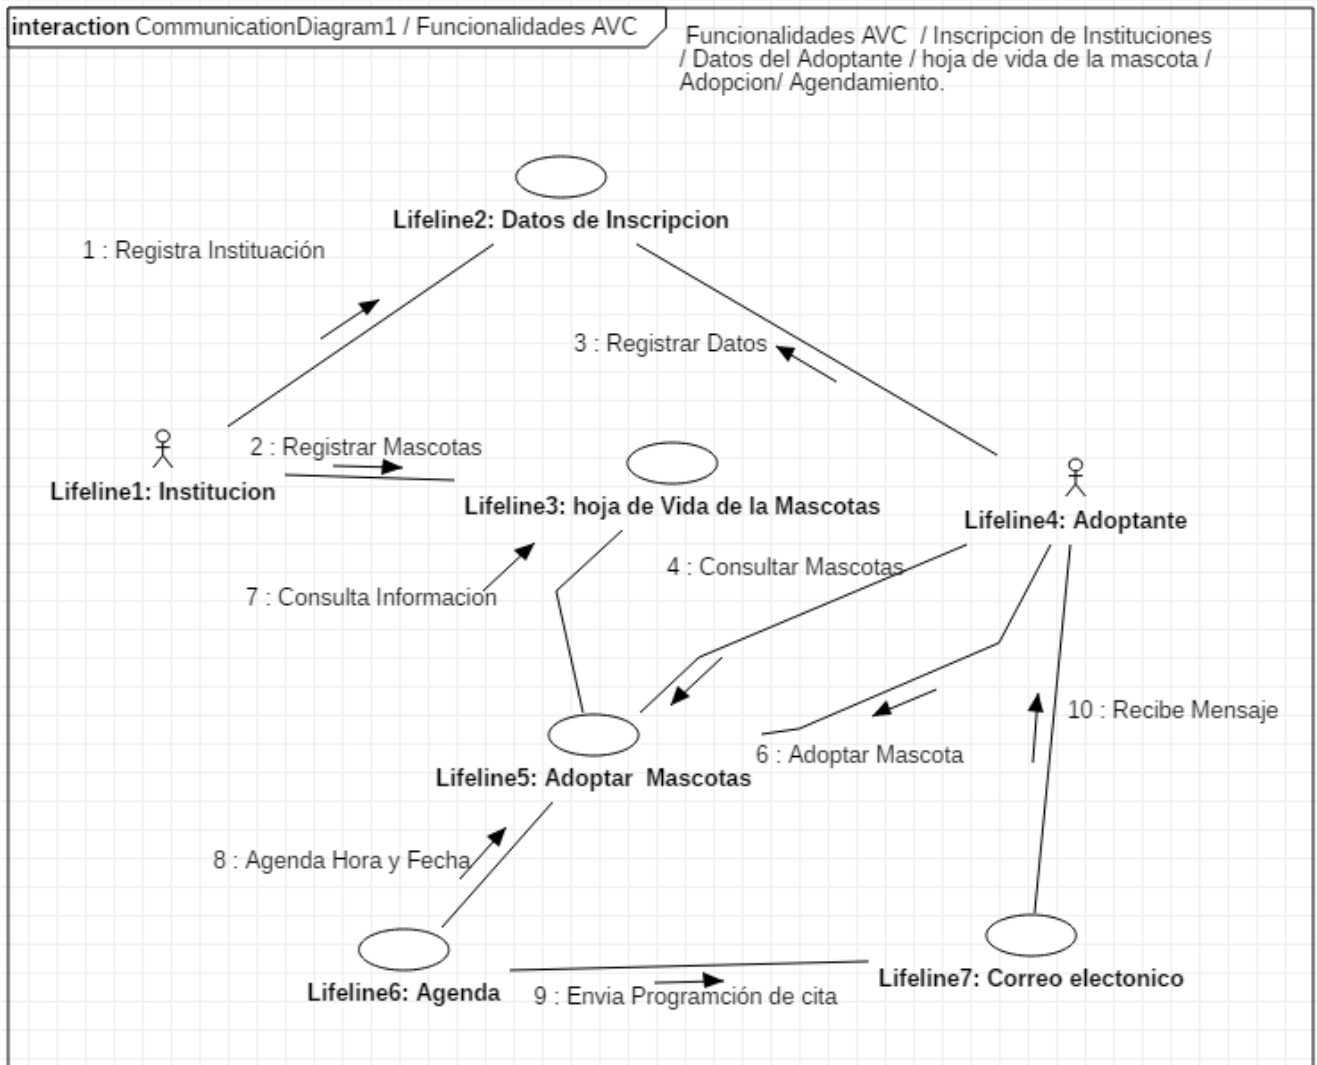 interaction CommunicationDiagram1 / Funcionalidades AVC
Funcionalidades AVC / Inscripcion de Instituciones
/ Datos del Adoptante / hoja de vida de la mascota /
Adopcion/ Agendamiento.
Lifeline2: Datos de Inscripcion
1 : Registra Instituación
3 : Registrar Datos
2 : Registrar Mascotas
Lifeline1: Institucion
Lifeline3: hoja de Vida de la Mascotas
Lifeline4: Adoptante
4 : Consultar Mascotas
7 : Consulta Informacion
10 : Recibe Mensaje
6 : Adoptar Mascota
Lifeline5: Adoptar Mascotas
8 : Agenda Hora y Fecha
Lifeline7: Correo electonico
Lifeline6: Agenda
9 : Envia Programción de cita